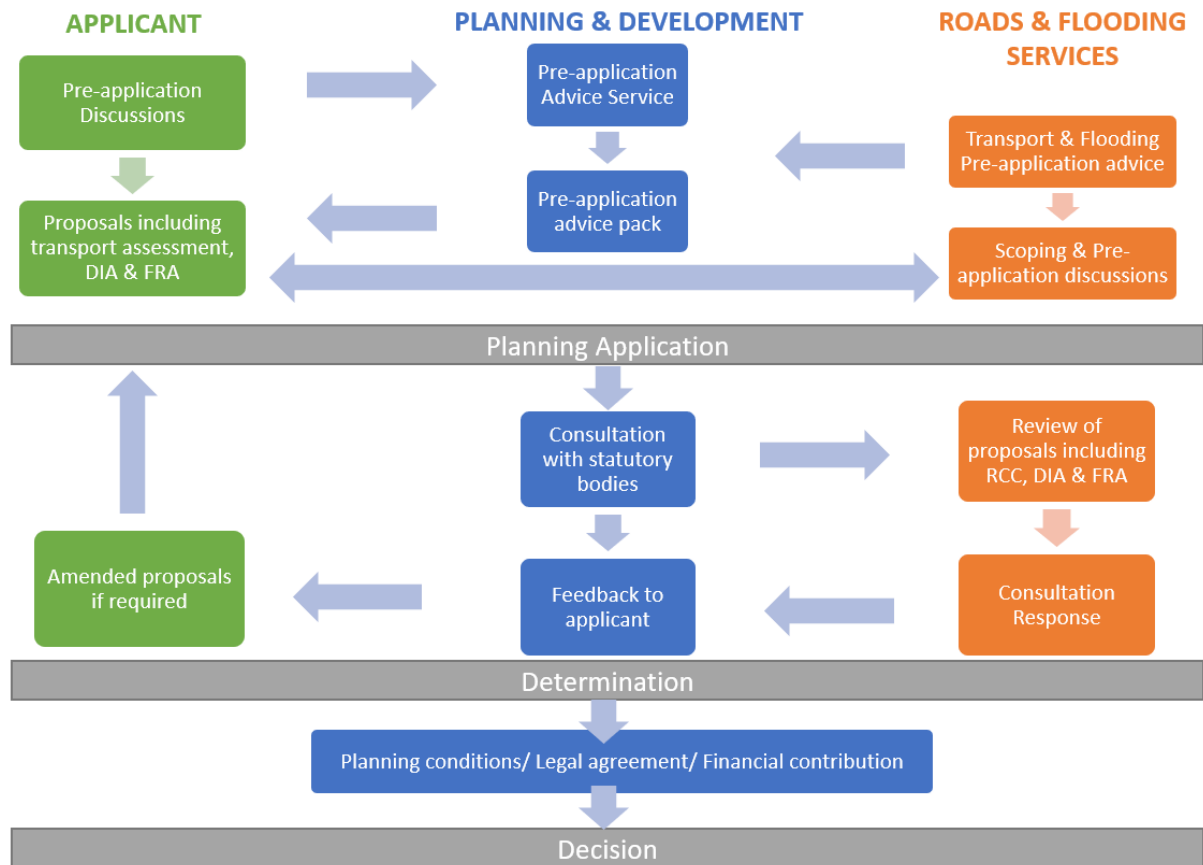 APPLICANT
PLANNING & DEVELOPMENT
ROADS & FLOODING
SERVICES
Pre-application
Discussions
Pre-application
Advice Service
Transport & Flooding
Pre-application advice
Proposals including
transport assessment,
DIA & FRA
Pre-application
advice pack
Scoping & Pre-
application discussions
Planning Application
Consultation
with statutory
bodies
Review of
proposals including
RCC, DIA & FRA
Amended proposals
if required
Feedback to
applicant
Consultation
Response
Determination
Planning conditions/ Legal agreement/ Financial contribution
Decision